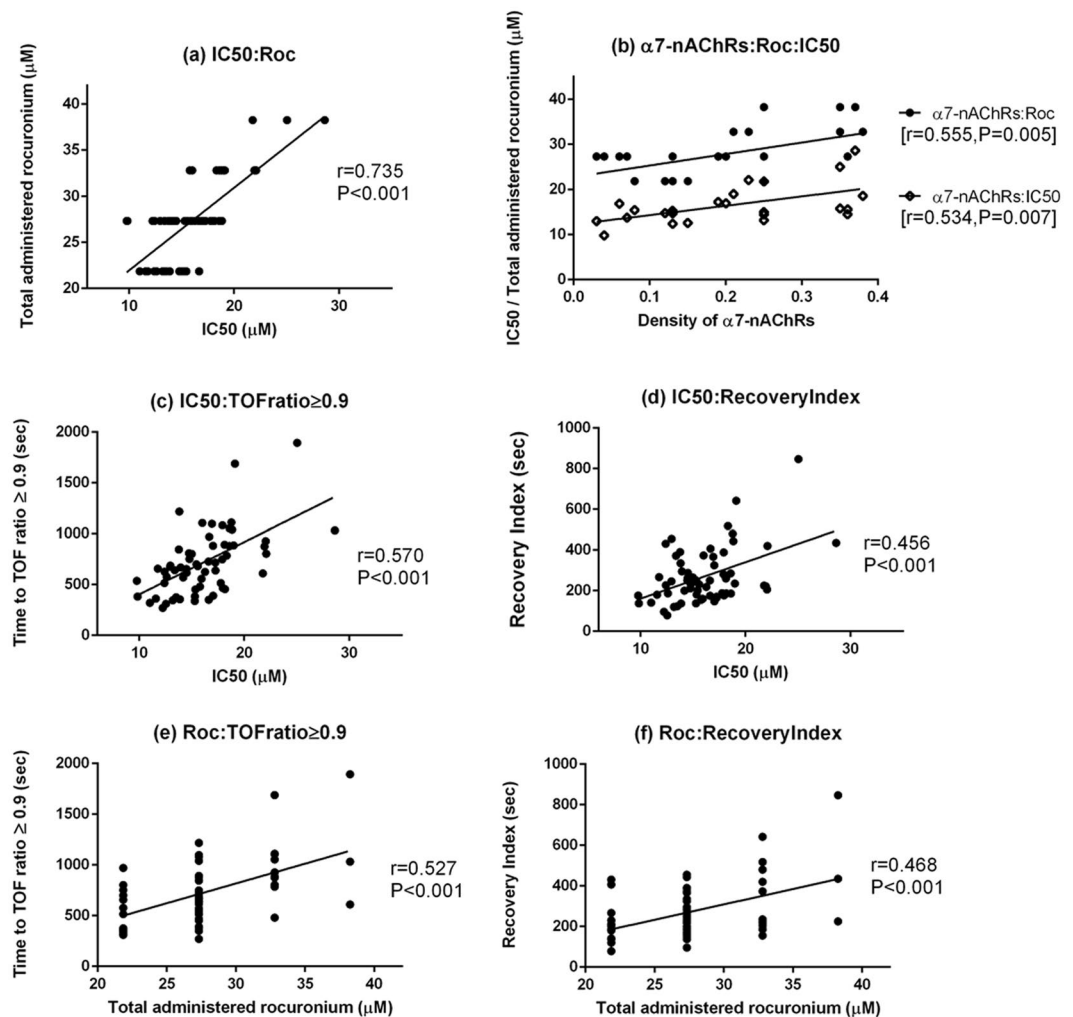 (a) IC50:Roc
Total administered rocuronium (μM)
40
35
30
25
20
10
20
30
IC50 (μM)
r=0.735
P<0.001
(b) α7-nAChRs:Roc:IC50
IC50 / Total administered rocuronium (μM)
40
30
20
10
0
0.0
0.1
0.2
0.3
0.4
Density of α7-nAChRs
α7-nAChRs:Roc
[r=0.555,P=0.005]
α7-nAChRs:IC50
[r=0.534,P=0.007]
(c) IC50:TOFratio≥0.9
Time to TOF ratio ≥ 0.9 (sec)
2000
1500
1000
500
0
10
20
30
IC50 (μM)
r=0.570
P<0.001
(d) IC50:RecoveryIndex
Recovery Index (sec)
1000
800
600
400
200
0
10
20
30
IC50 (μM)
r=0.456
P<0.001
(e) Roc:TOFratio≥0.9
Time to TOF ratio ≥ 0.9 (sec)
2000
1500
1000
500
0
20
25
30
35
40
Total administered rocuronium (μM)
r=0.527
P<0.001
(f) Roc:RecoveryIndex
Recovery Index (sec)
1000
800
600
400
200
0
20
25
30
35
40
Total administered rocuronium (μM)
r=0.468
P<0.001